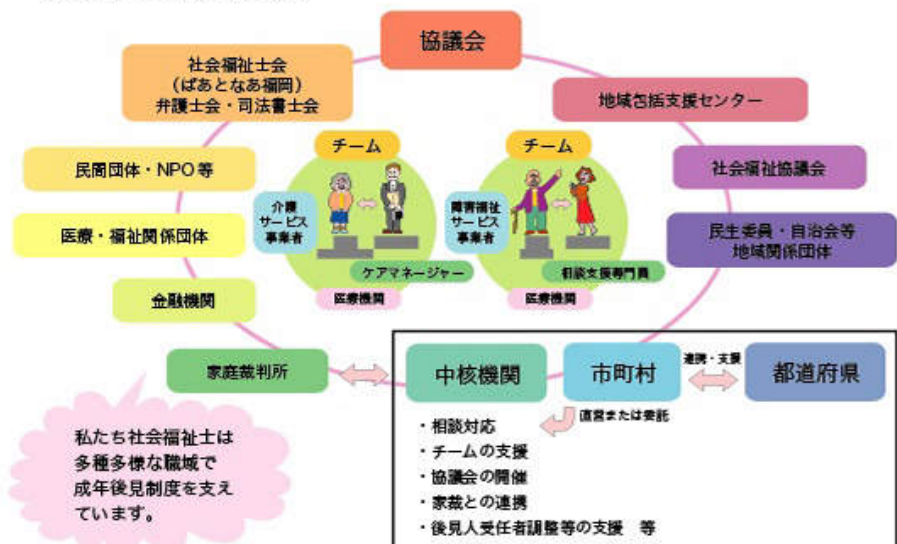 協議会
社会福祉士会
(ぱあとなあ福岡)
弁護士会・司法書士会
地域包括支援センター
民間団体・NPO等
社会福祉協議会
医療・福祉関係団体
民生委員・自治会等
地域関係団体
金融機関
チーム
介護
サービス
事業者
ケアマネージャー
医療機関
チーム
障害福祉
サービス
事業者
相談支援専門員
医療機関
家庭裁判所
中核機関
市町村
連携・支援
都道府県
直営または委託
・相談対応
・チームの支援
・協議会の開催
・家裁との連携
・後見人受任者調整等の支援 等
私たち社会福祉士は
多種多様な職域で
成年後見制度を支え
ています。